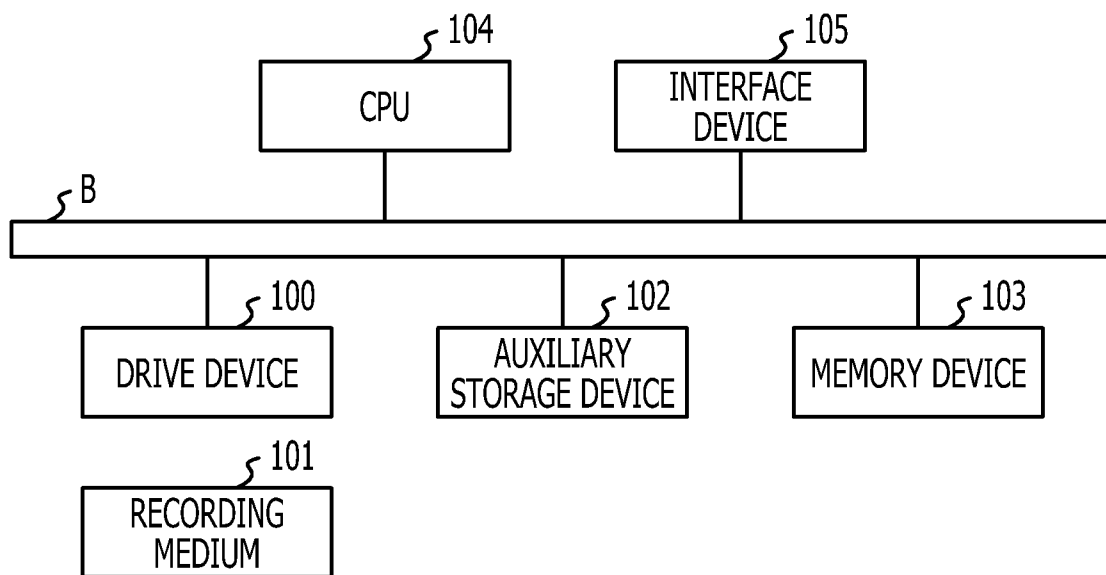 104
CPU
105
INTERFACE
DEVICE
B
100
DRIVE DEVICE
102
AUXILIARY
STORAGE DEVICE
103
MEMORY DEVICE
101
RECORDING
MEDIUM